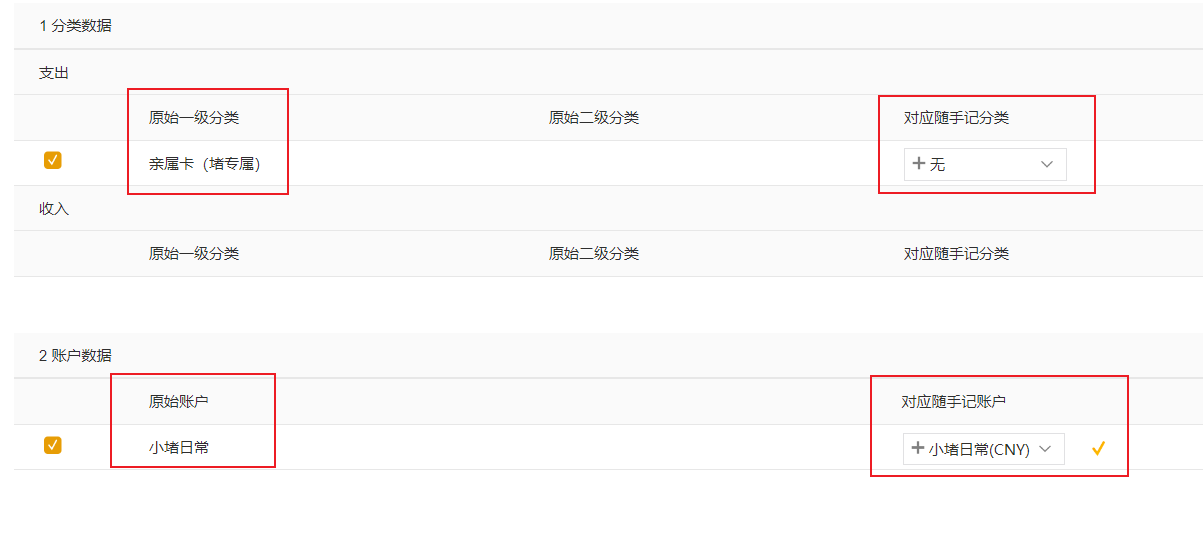 1 分类数据
支出
原始一级分类 原始二级分类 对应随手记分类
亲属卡（堵专属） 无
收入
原始一级分类 原始二级分类 对应随手记分类
2 账户数据
原始账户 对应随手记账户
小堵日常 小堵日常(CNY)